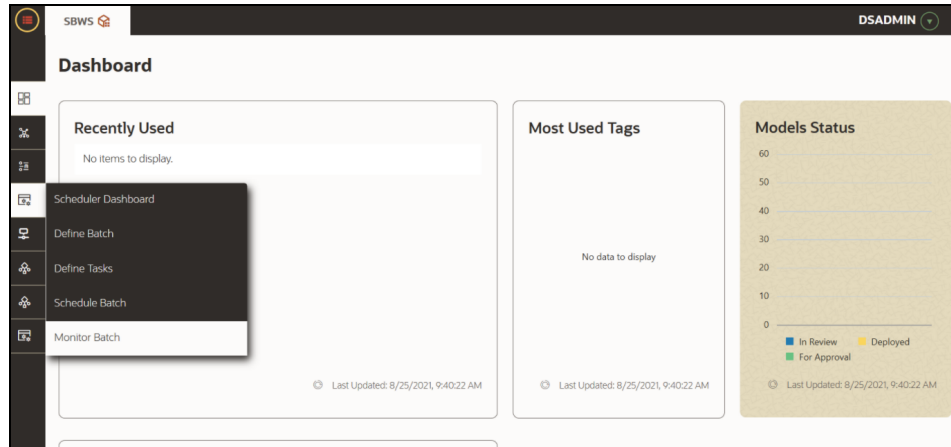 SBWS
DSADMIN
Dashboard
Recently Used
No items to display.
Most Used Tags
No data to display
Models Status
60
50
40
30
20
10
0
In Review
Deployed
For Approval
Scheduler Dashboard
Define Batch
Define Tasks
Schedule Batch
Monitor Batch
Last Updated: 8/25/2021, 9:40:22 AM
Last Updated: 8/25/2021, 9:40:22 AM
Last Updated: 8/25/2021, 9:40:22 AM